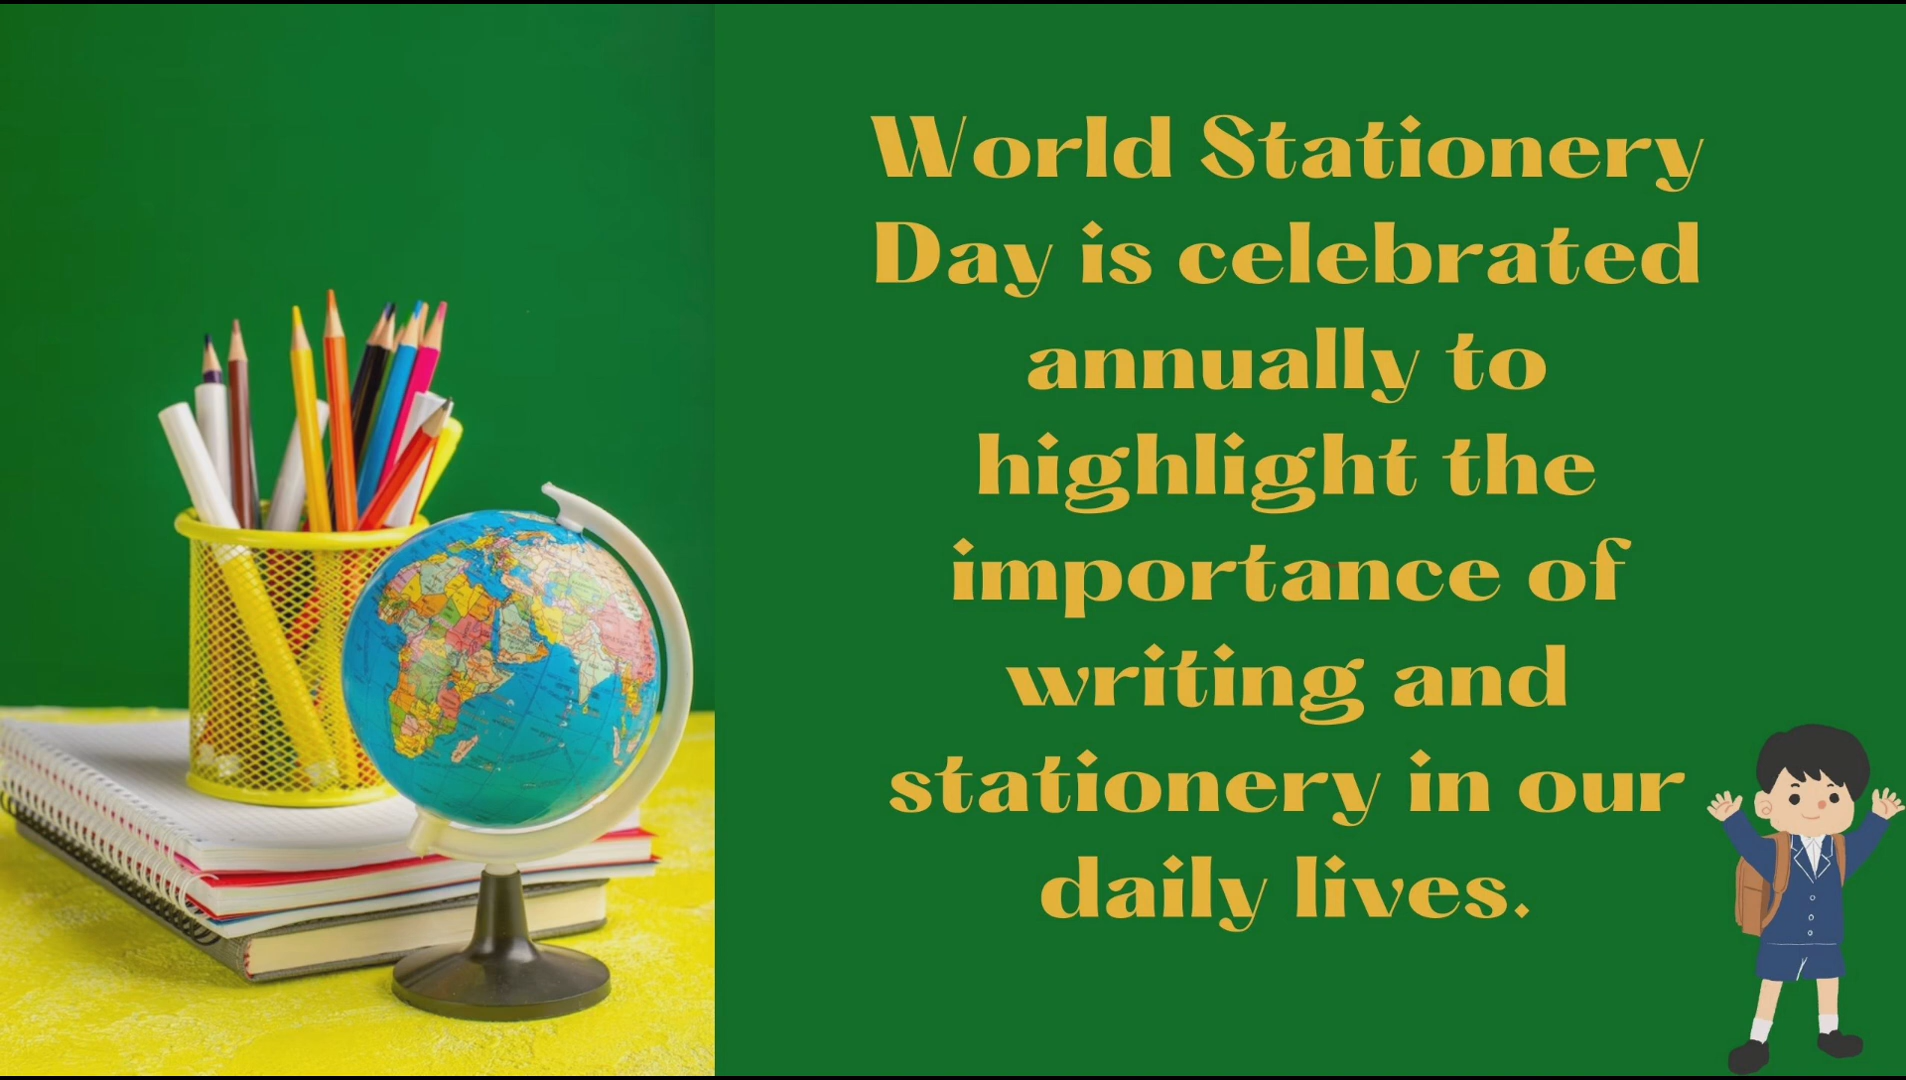 World Stationery
Day is celebrated
annually to
highlight the
importance of
writing and
stationery in our
daily lives.